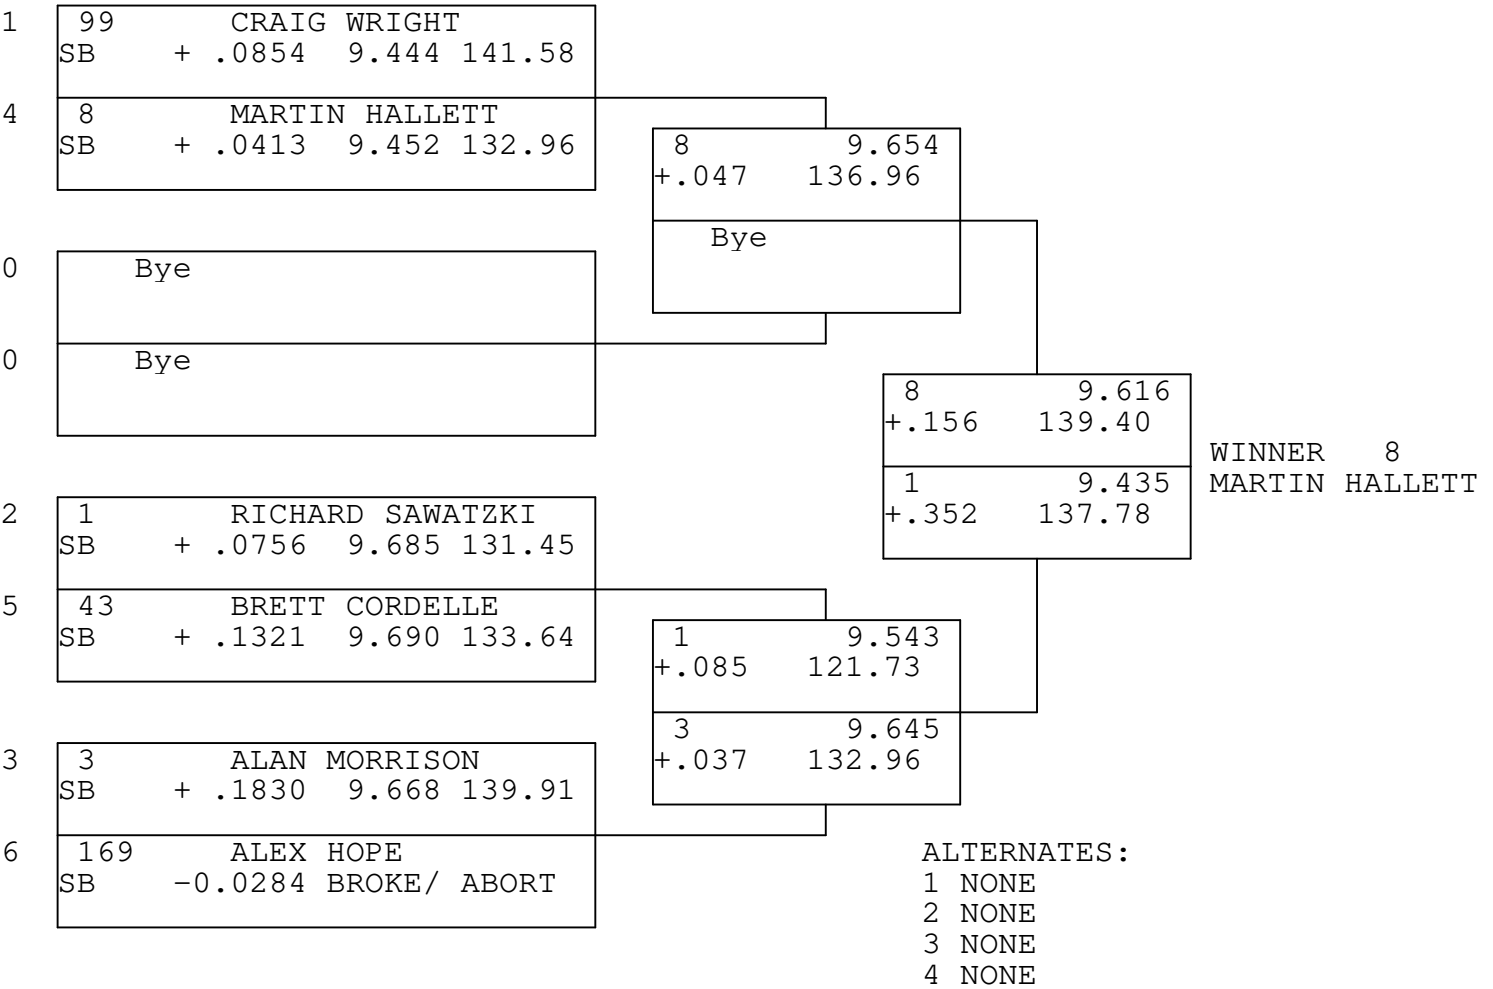 1 99 CRAIG WRIGHT
SB + .0854 9.444 141.58
4 8 MARTIN HALLETT
SB + .0413 9.452 132.96
8 9.654
+.047 136.96
Bye
0 Bye
0 Bye
8 9.616
+.156 139.40
1 9.435
+.352 137.78
WINNER 8
MARTIN HALLETT
2 1 RICHARD SAWATZKI
SB + .0756 9.685 131.45
5 43 BRETT CORDELLE
SB + .1321 9.690 133.64
1 9.543
+.085 121.73
3 9.645
+.037 132.96
3 3 ALAN MORRISON
SB + .1830 9.668 139.91
6 169 ALEX HOPE
SB -0.0284 BROKE/ ABORT
ALTERNATES:
1 NONE
2 NONE
3 NONE
4 NONE